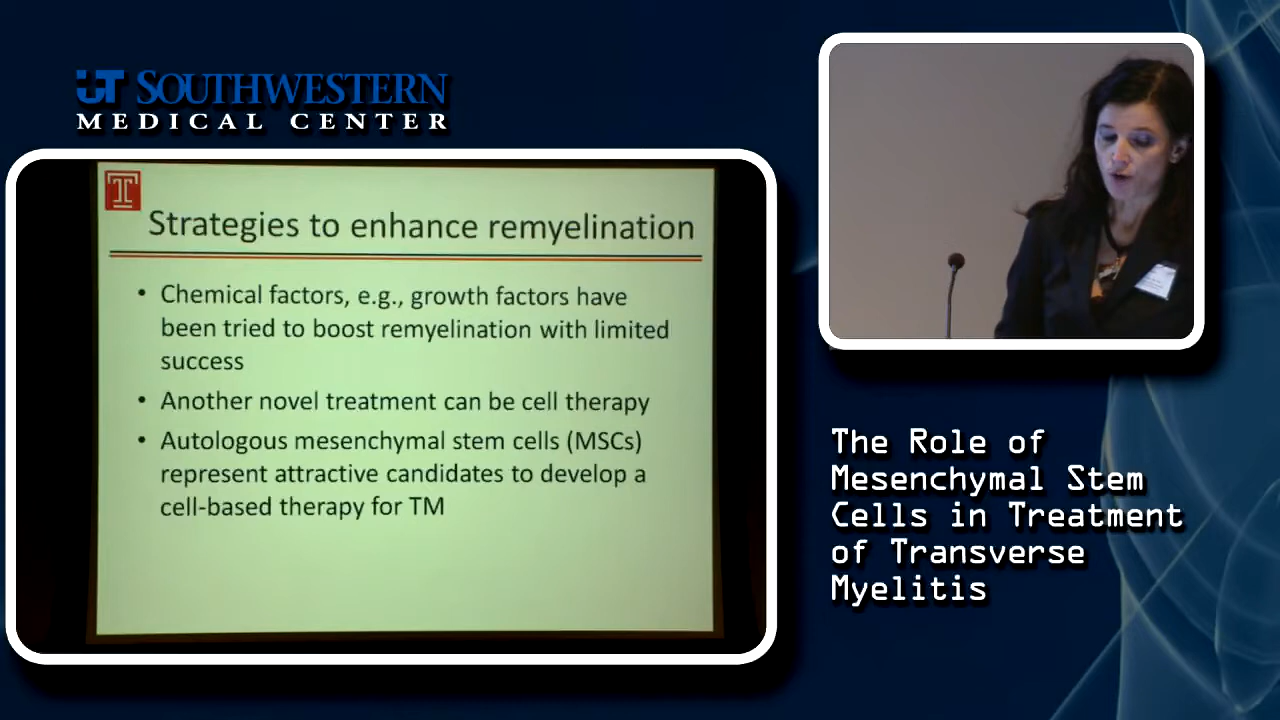 UT SOUTHWESTERN
MEDICAL CENTER
T
Strategies to enhance remyelination
• Chemical factors, e.g., growth factors have
been tried to boost remyelination with limited
success
• Another novel treatment can be cell therapy
• Autologous mesenchymal stem cells (MSCs)
represent attractive candidates to develop a
cell-based therapy for TM
The Role of
Mesenchymal Stem
Cells in Treatment
of Transverse
Myelitis